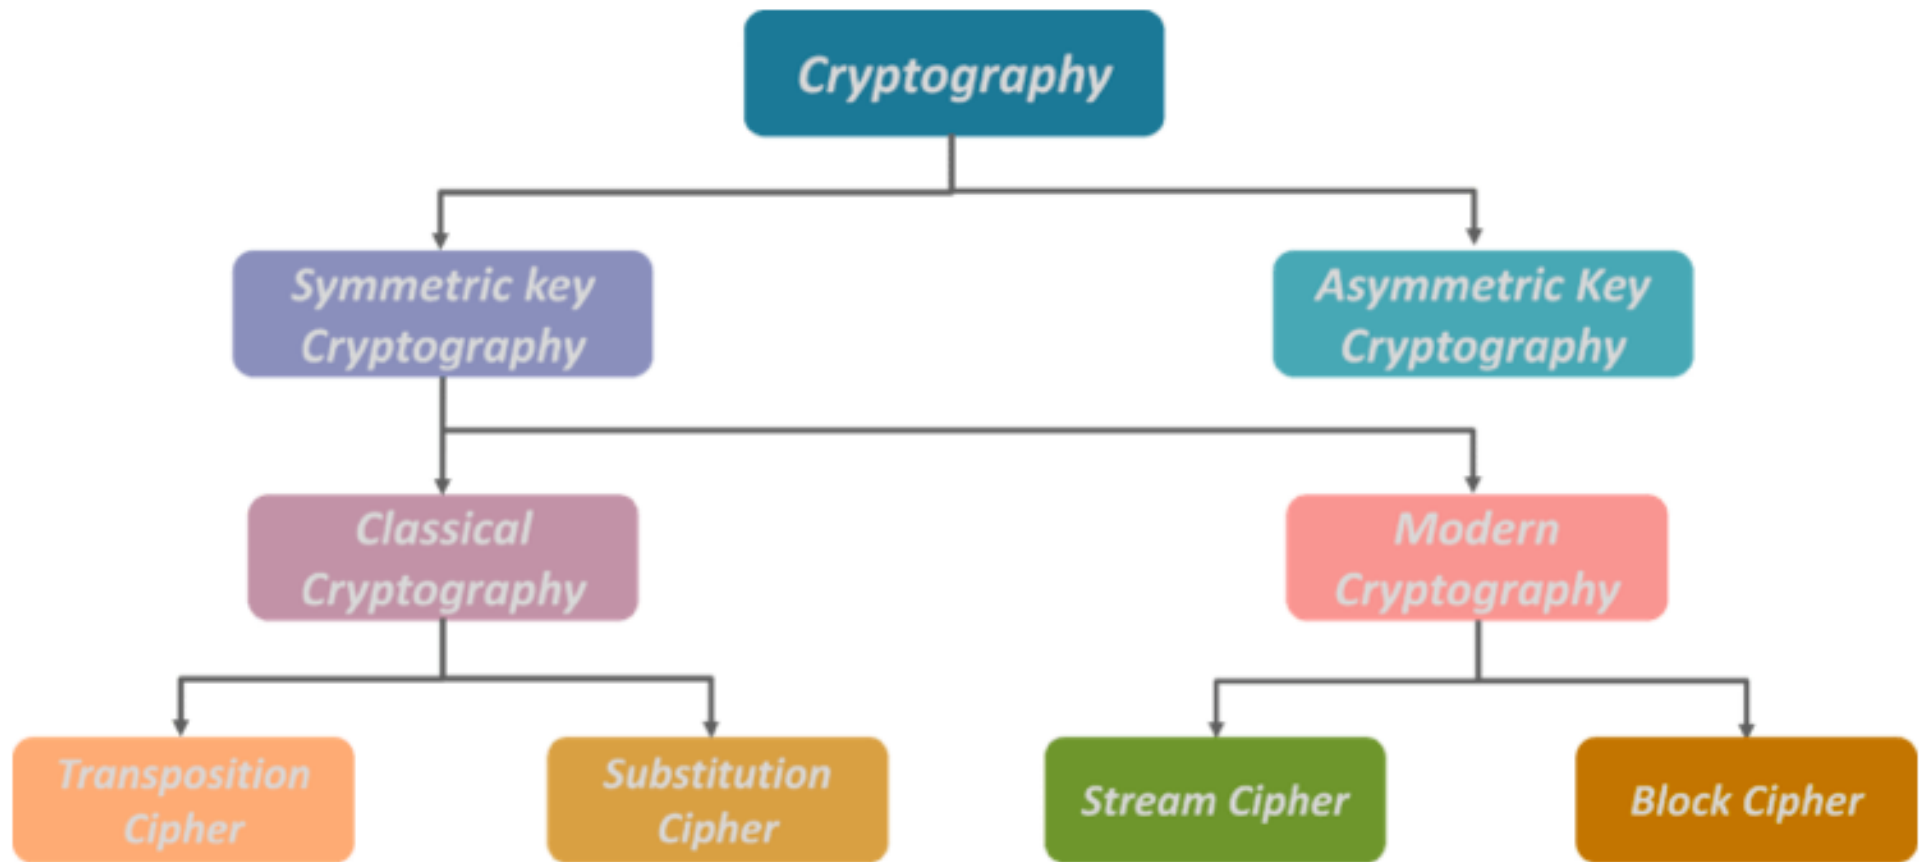 Cryptography
Symmetric key
Cryptography
Asymmetric Key
Cryptography
Classical
Cryptography
Modern
Cryptography
Transposition
Cipher
Substitution
Cipher
Stream Cipher
Block Cipher